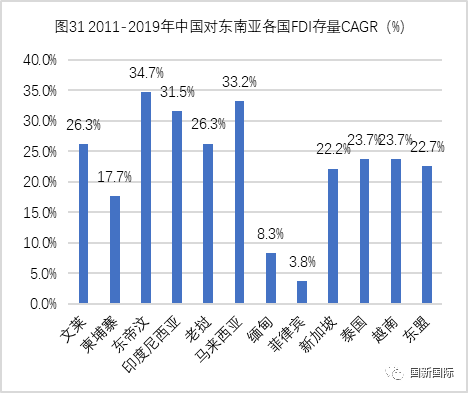 图31 2011-2019年中国对东南亚各国FDI存量CAGR（%）
40.0%
35.0%
30.0%
25.0%
20.0%
15.0%
10.0%
5.0%
0.0%
26.3%
17.7%
34.7%
31.5%
26.3%
33.2%
8.3%
3.8%
22.2%
23.7%
23.7%
22.7%
文莱
柬埔寨
东帝汶
印度尼西亚
老挝
马来西亚
缅甸
菲律宾
新加坡
泰国
越南
东盟
国新国际